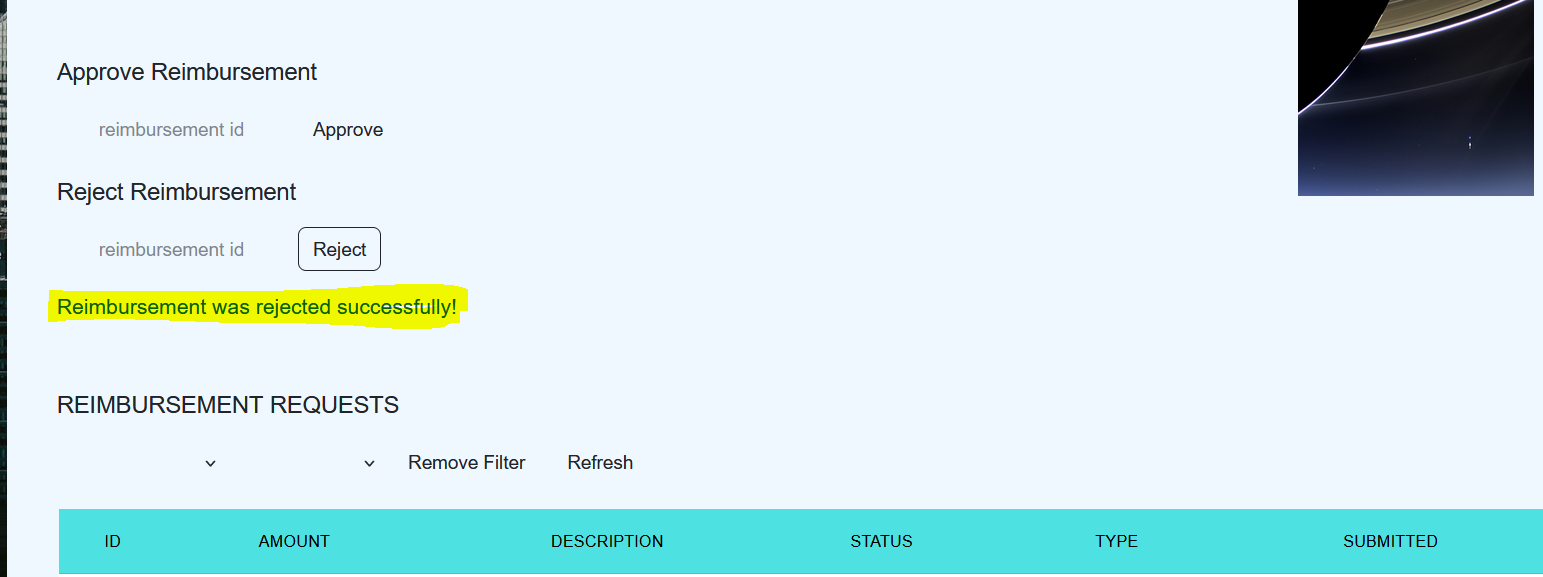 Approve Reimbursement
reimbursement id Approve
Reject Reimbursement
reimbursement id Reject
Reimbursement was rejected successfully!
REIMBURSEMENT REQUESTS
Remove Filter Refresh
ID AMOUNT DESCRIPTION STATUS TYPE SUBMITTED